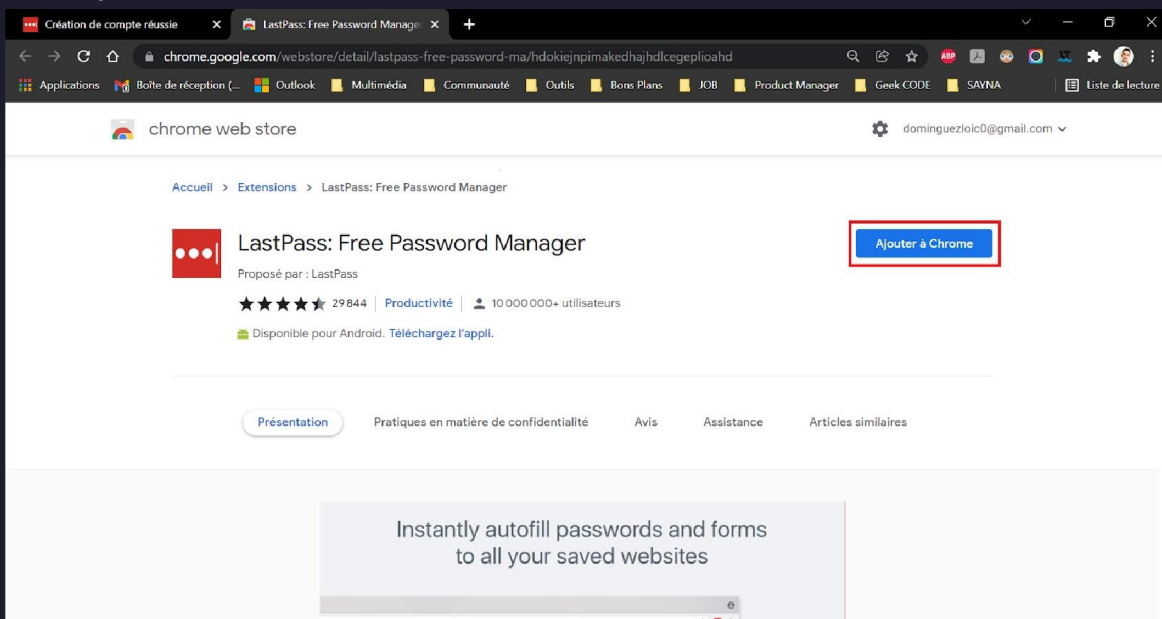 Création de compte réussie
LastPass: Free Password Manage
chrome.google.com/webstore/detail/lastpass-free-password-ma/hdokiejnpimakedhajhdlcegeplioahd
ABP
Applications Boîte de réception (... Outlook Multimédia Communauté Outils Bons Plans JOB Product Manager Geek CODE SAYNA Liste de lecture
chrome web store dominguezloic0@gmail.com
Accueil > Extensions > LastPass: Free Password Manager
LastPass: Free Password Manager
Ajouter à Chrome
Proposé par : LastPass
29 844 Productivité 10 000 000+ utilisateurs
Disponible pour Android. Téléchargez l'appli.
Présentation Pratiques en matière de confidentialité Avis Assistance Articles similaires
Instantly autofill passwords and forms
to all your saved websites